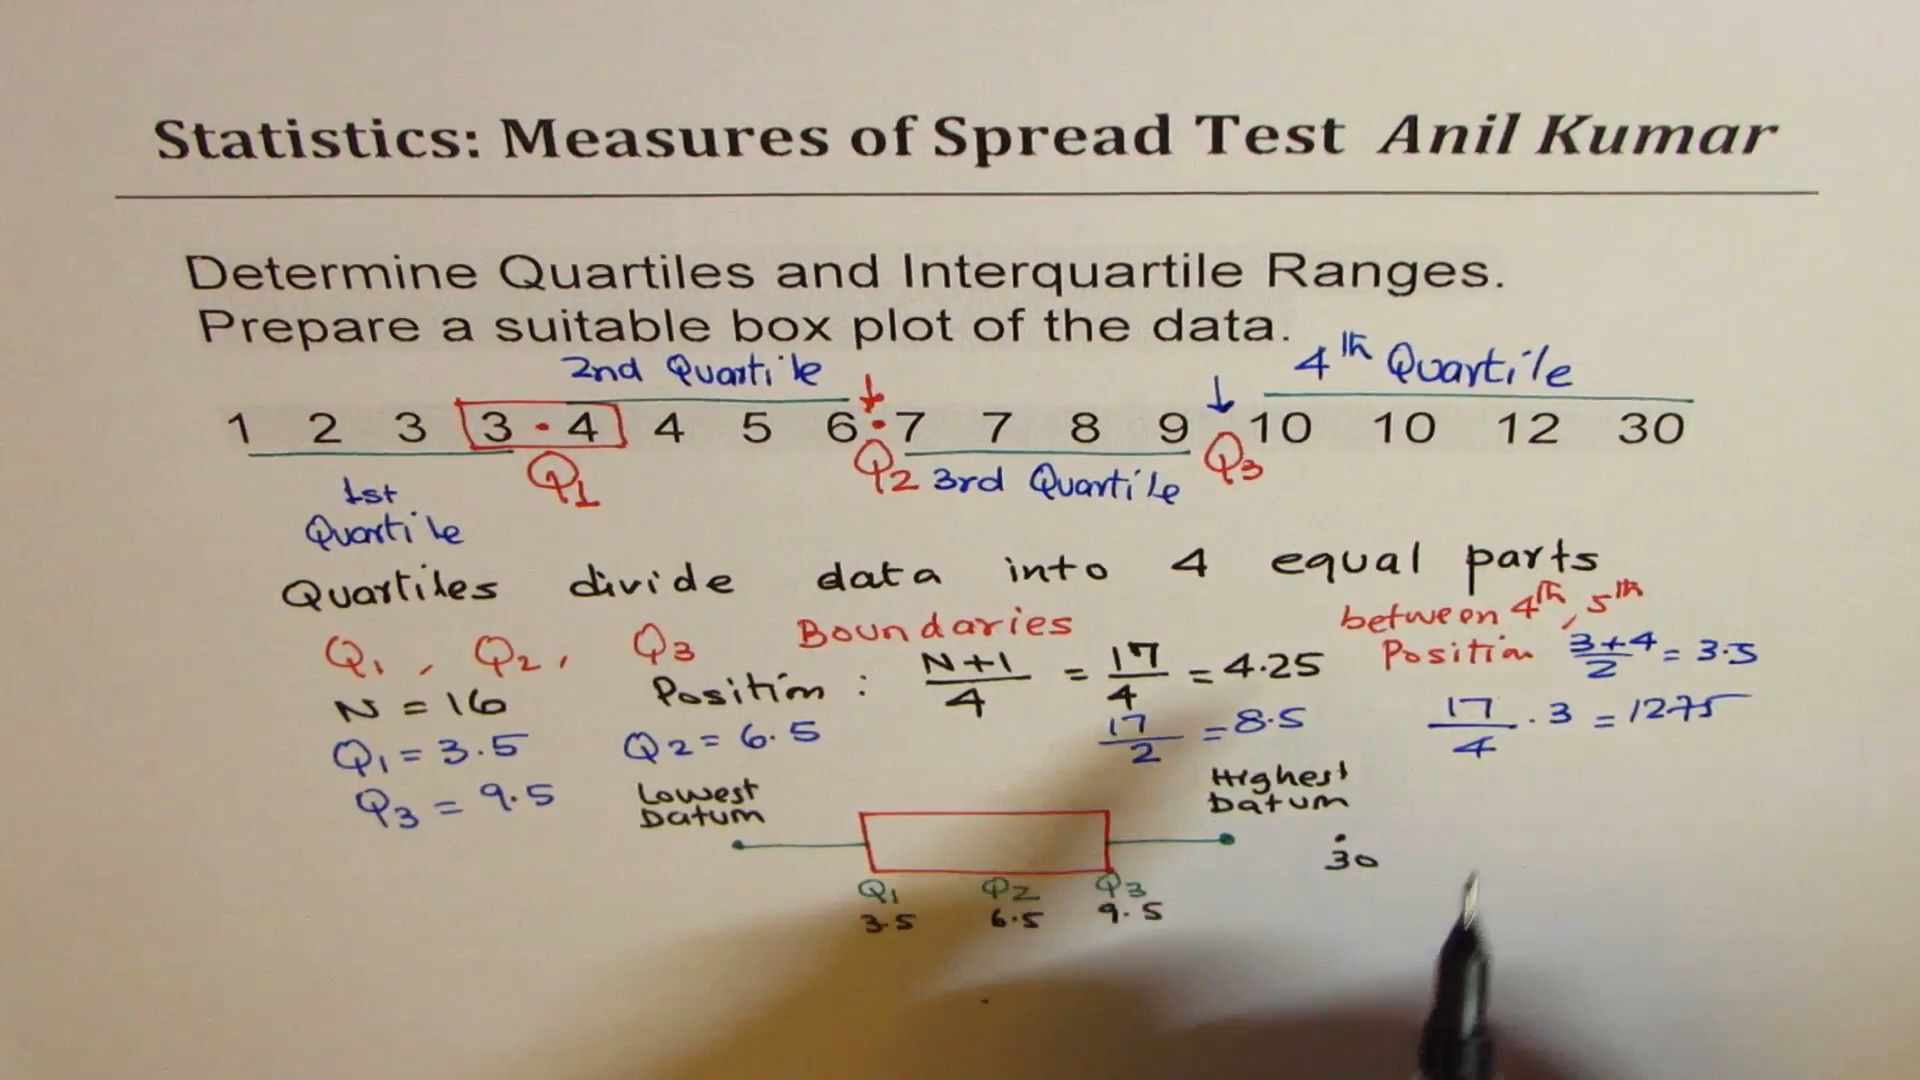 Statistics: Measures of Spread Test Anil Kumar
Determine Quartiles and Interquartile Ranges.
Prepare a suitable box plot of the data.
2nd Quartile
4th Quartile
1 2 3 3 · 4 4 5 6 · 7 7 8 9 10 10 12 30
Q1 Q2 Q3
1st Quartile
3rd Quartile
Quartiles divide data into 4 equal parts
Q1, Q2, Q3 Boundaries
between 4th, 5th
Position 3+4/2 = 3.5
N = 16 Position : N+1/4 = 17/4 = 4.25
Q1 = 3.5 Q2 = 6.5 17/2 = 8.5 17/4 . 3 = 12.75
Q3 = 9.5
Lowest Datum
Highest Datum
30
Q1 Q2 Q3
3.5 6.5 9.5